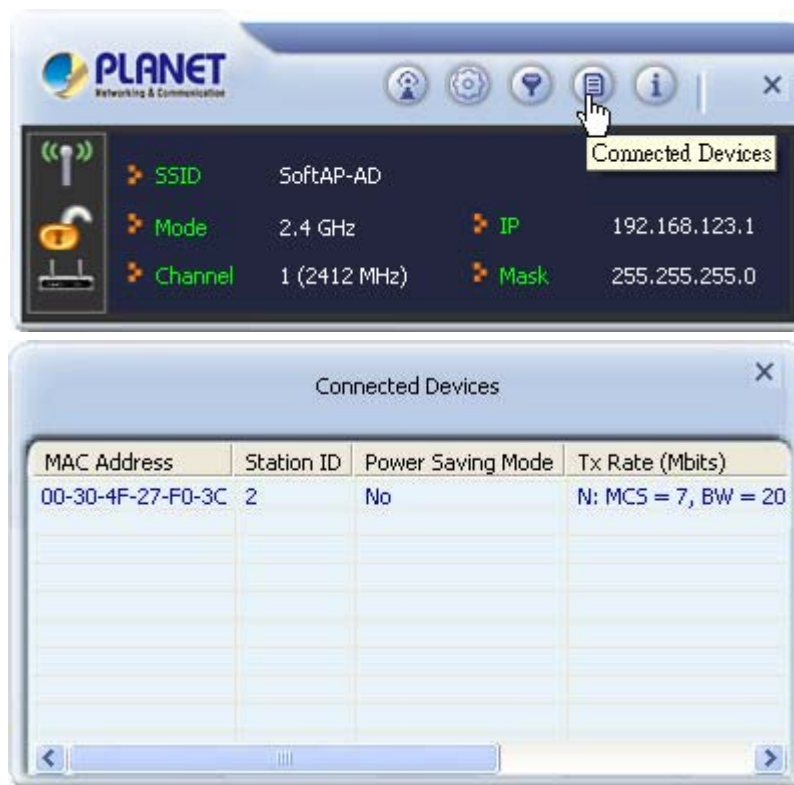 PLANET
Networking & Communication
Connected Devices
SSID SoftAP-AD
Mode 2.4 GHz IP 192.168.123.1
Channel 1 (2412 MHz) Mask 255.255.255.0
Connected Devices
MAC Address Station ID Power Saving Mode Tx Rate (Mbits)
00-30-4F-27-F0-3C 2 No N: MCS = 7, BW = 20